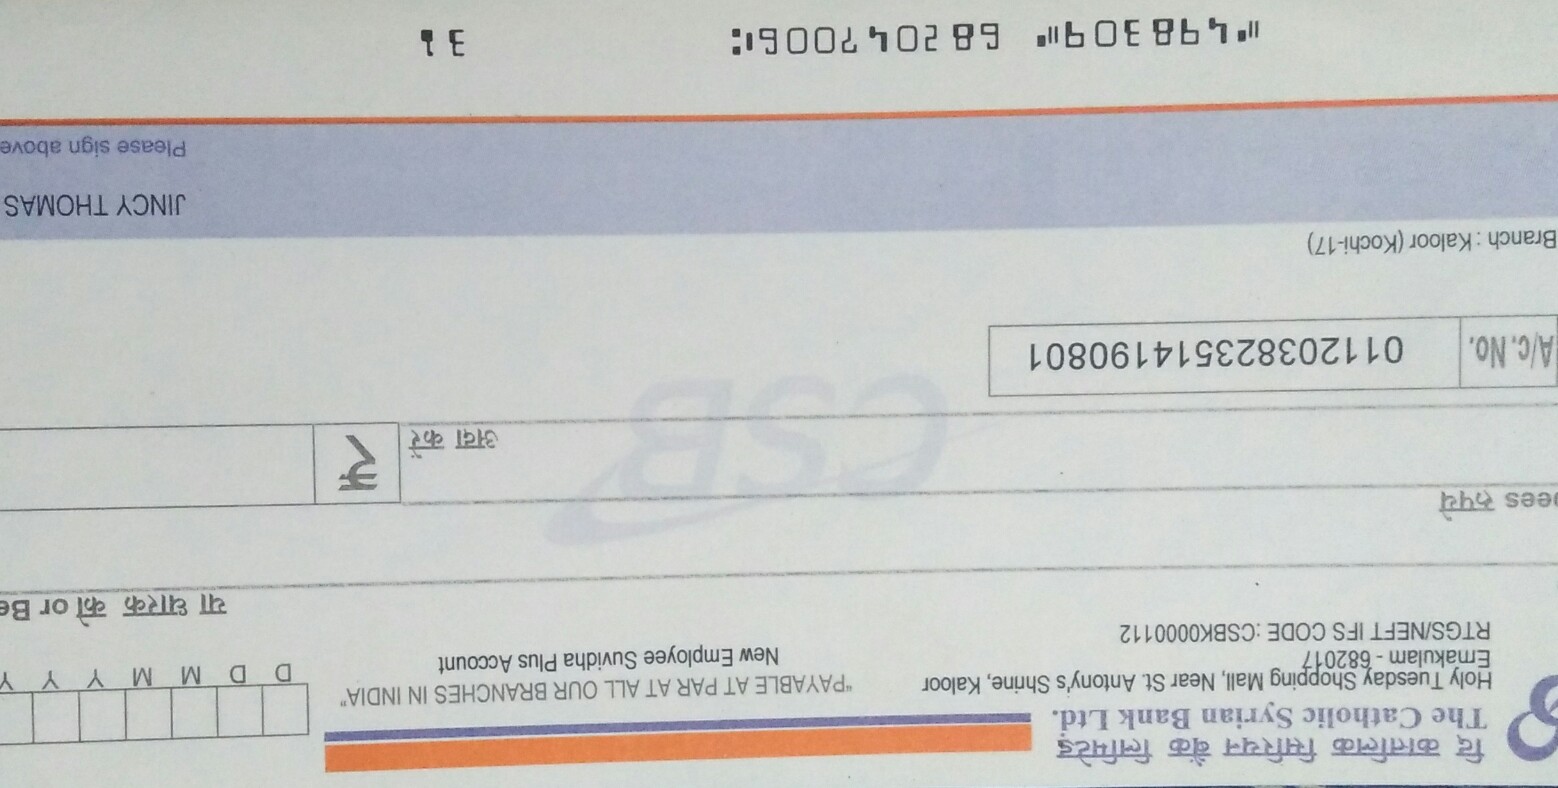 दि कातलिक सिरियन बैंक लिमिटेड
The Catholic Syrian Bank Ltd.
Holy Tuesday Shopping Mall, Near St. Antony's Shrine, Kaloor
Ernakulam - 682017
RTGS/NEFT IFS CODE :CSBK0000112
"PAYABLE AT PAR AT ALL OUR BRANCHES IN INDIA"
New Employee Suvidha Plus Account
D D M M Y Y Y
या धारक को or Be
ees रुपये
अदा करें ₹
CSB
A/c. No. 011203823514190801
Branch : Kaloor (Kochi-17)
JINCY THOMAS
Please sign above
⑈498309⑈ 682047006⑆ 31